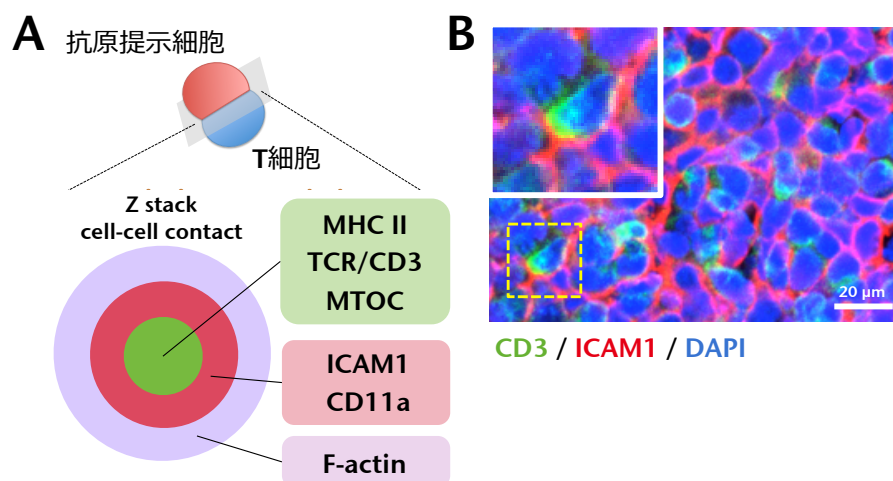 A
抗原提示細胞
T細胞
Z stack
cell-cell contact
MHC II
TCR/CD3
MTOC
ICAM1
CD11a
F-actin
B
20 µm
CD3 / ICAM1 / DAPI